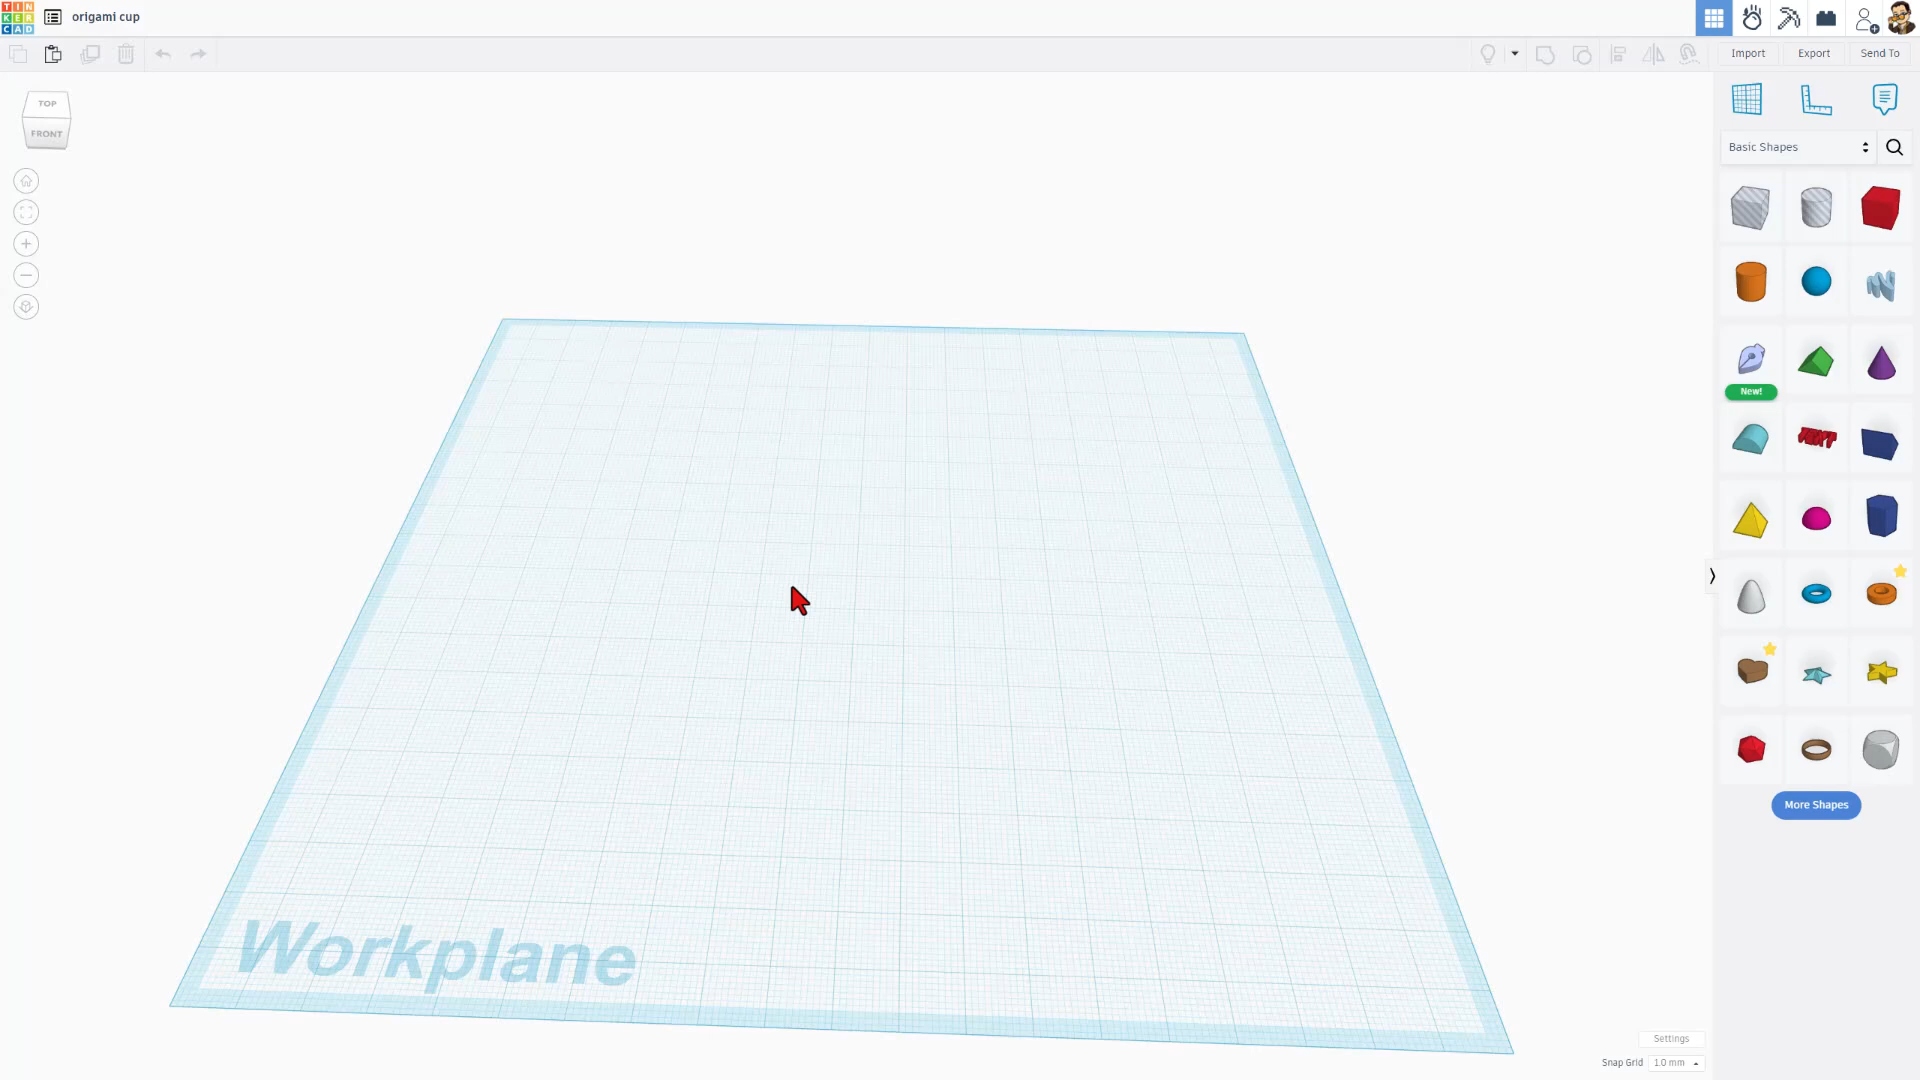 TIN
KER
CAD
origami cup
Import
Export
Send To
TOP
FRONT
Basic Shapes
New!
TEXT
More Shapes
Workplane
Settings
Snap Grid
1.0 mm